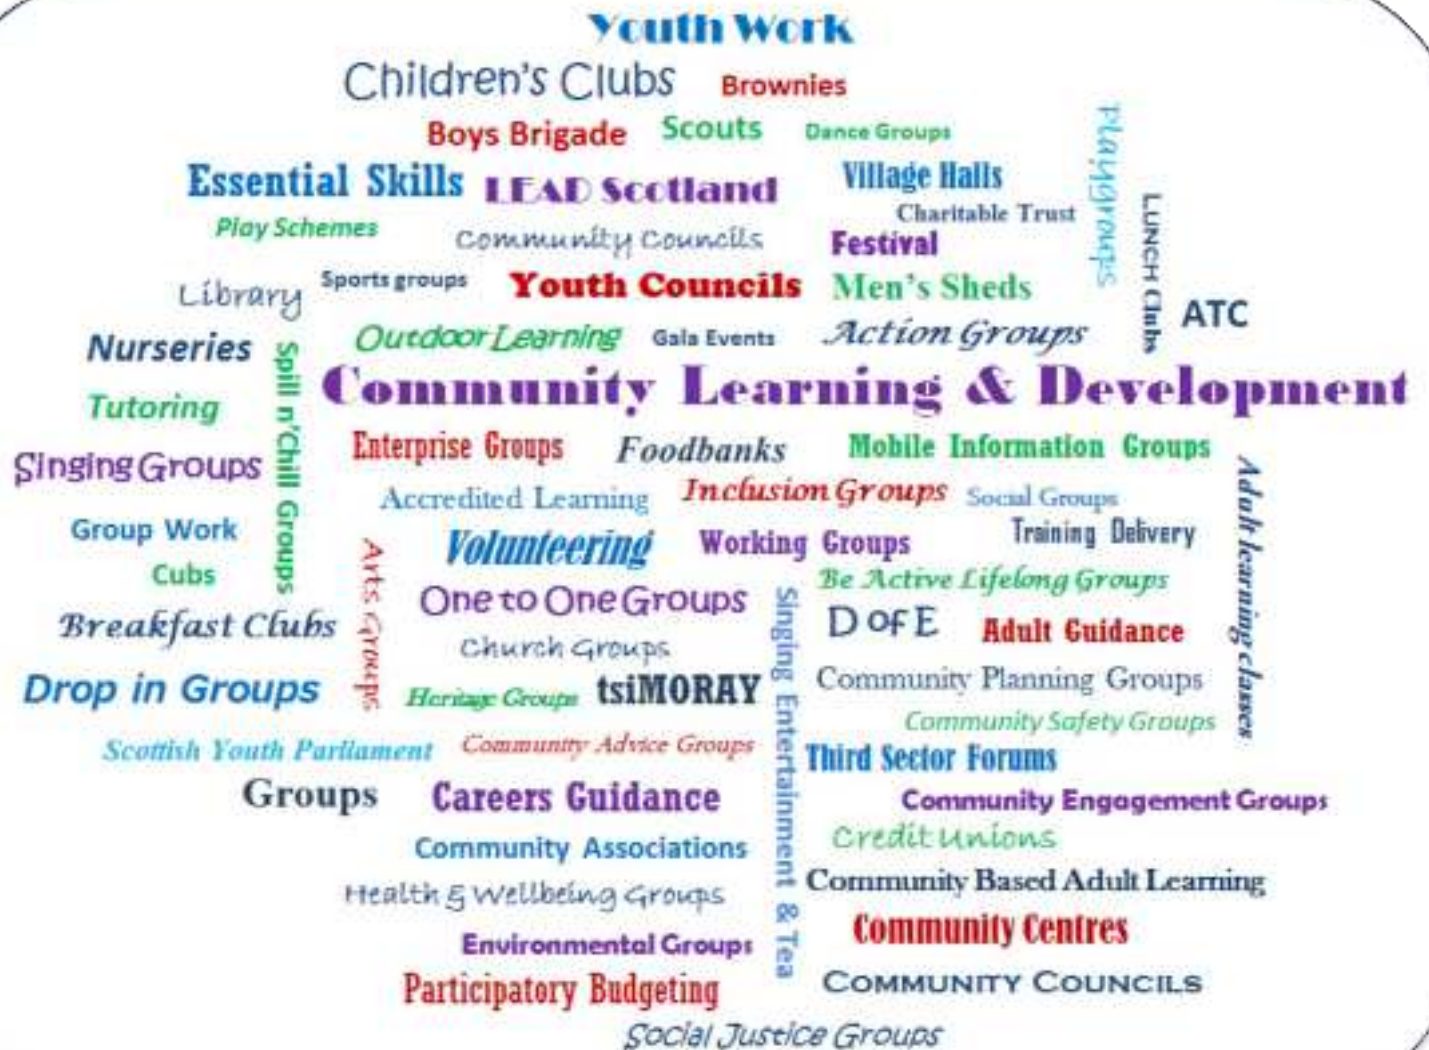 Youth Work
Children's Clubs Brownies
Boys Brigade Scouts Dance Groups
Playgroups
Essential Skills LEAD Scotland Village Halls
Charitable Trust
LUNCH Clubs
Play Schemes Community Councils Festival
Library Sports groups Youth Councils Men's Sheds
ATC
Nurseries Outdoor Learning Gala Events Action Groups
Spill n'Chill Groups
Community Learning & Development
Tutoring
Singing Groups Enterprise Groups Foodbanks Mobile Information Groups
Adult learning classes
Accredited Learning Inclusion Groups Social Groups
Group Work Volunteering Working Groups Training Delivery
Arts Groups
Cubs Be Active Lifelong Groups
Singing Entertainment & Tea
Breakfast Clubs One to One Groups D of E Adult Guidance
Church Groups
Drop in Groups Heritage Groups tsiMORAY Community Planning Groups
Community Safety Groups
Scottish Youth Parliament Community Advice Groups Third Sector Forums
Groups Careers Guidance Community Engagement Groups
Credit Unions
Community Associations
Community Based Adult Learning
Health & Wellbeing Groups
Community Centres
Environmental Groups
Participatory Budgeting Community Councils
Social Justice Groups